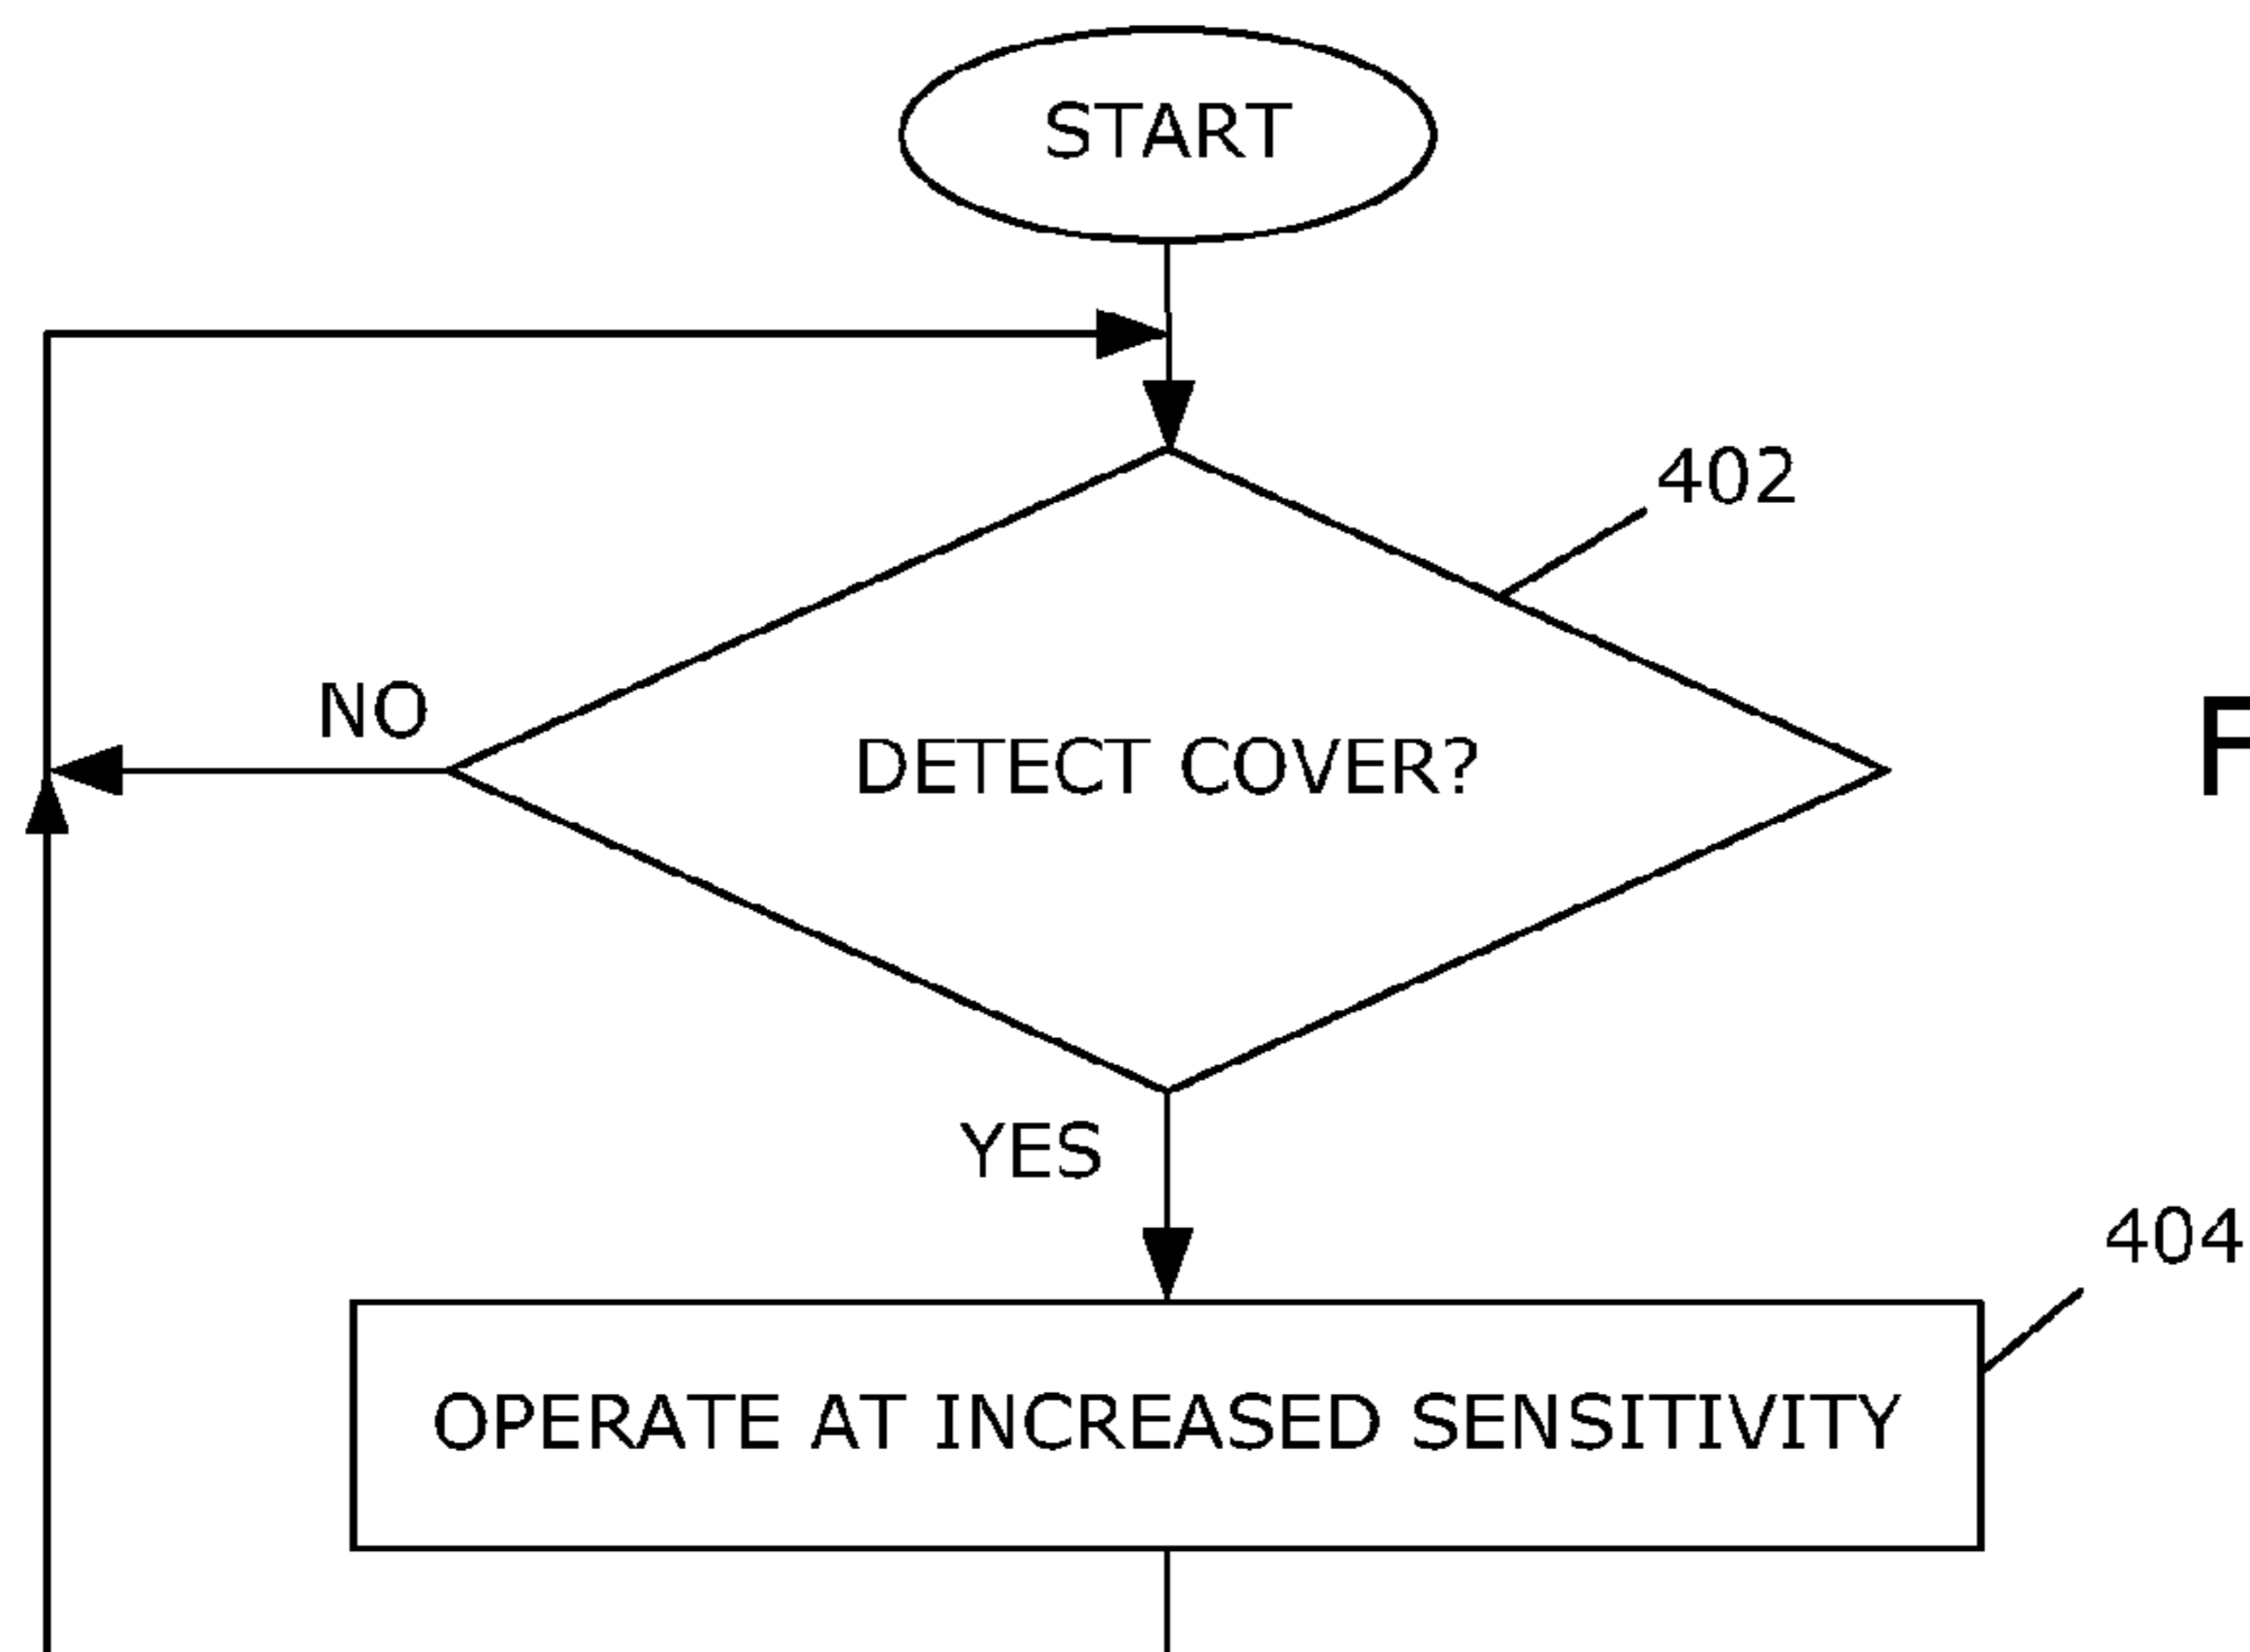 START
402
NO
DETECT COVER?
F
YES
404
OPERATE AT INCREASED SENSITIVITY